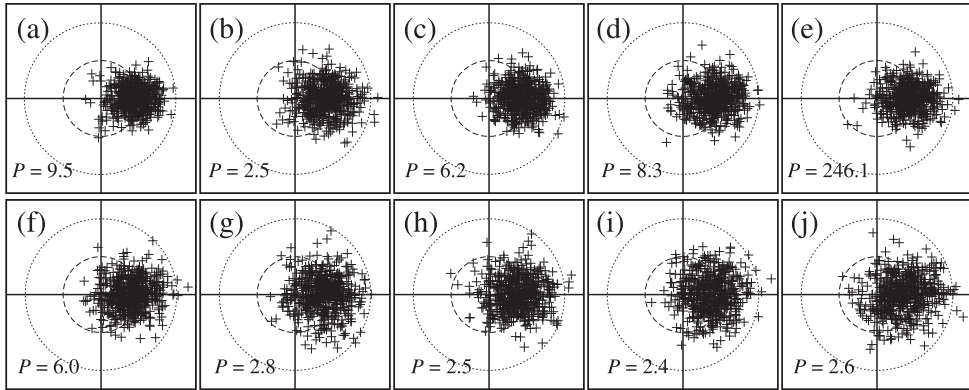 (a) (b) (c) (d) (e)
P = 9.5 P = 2.5 P = 6.2 P = 8.3 P = 246.1
(f) (g) (h) (i) (j)
P = 6.0 P = 2.8 P = 2.5 P = 2.4 P = 2.6